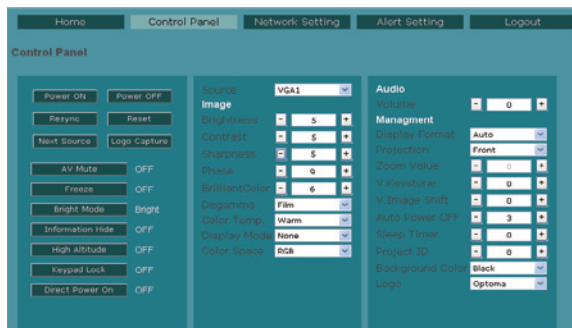 Home Control Panel Network Setting Alert Setting Logout
Control Panel
Power ON Power OFF
Resync Reset
Next Source Logo Capture
AV Mute OFF
Freeze OFF
Bright Mode Bright
Information Hide OFF
High Altitude OFF
Keypad Lock OFF
Direct Power On OFF
Source VGA1
Image
Brightness - 5 +
Contrast - 5 +
Sharpness - 5 +
Phase - 9 +
BrilliantColor - 6 +
Degamma Film
Color Temp. Warm
Display Mode None
Color Space RGB
Audio
Volume - 0 +
Managment
Display Format Auto
Projection Front
Zoom Value - 0 +
V.Keystone - 0 +
V.Image Shift - 0 +
Auto Power OFF - 3 +
Sleep Timer - 0 +
Project ID - 0 +
Background Color Black
Logo Optoma